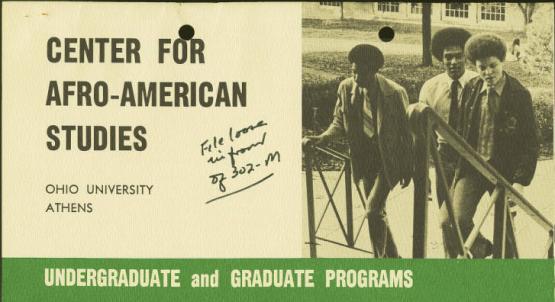 CENTER FOR
AFRO-AMERICAN
STUDIES
File loose
in front
of 302-M
OHIO UNIVERSITY
ATHENS
UNDERGRADUATE and GRADUATE PROGRAMS